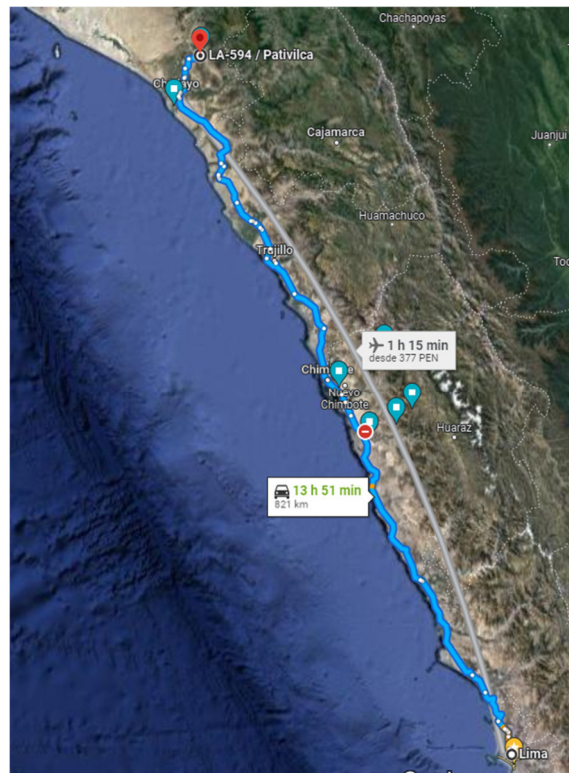 Chachapoyas
LA-594 / Pativilca
Cajamarca
Juanjui
Huamachuco
Trujillo
1 h 15 min
desde 377 PEN
Nuevo
Chimbote
Huaraz
13 h 51 min
821 km
Lima